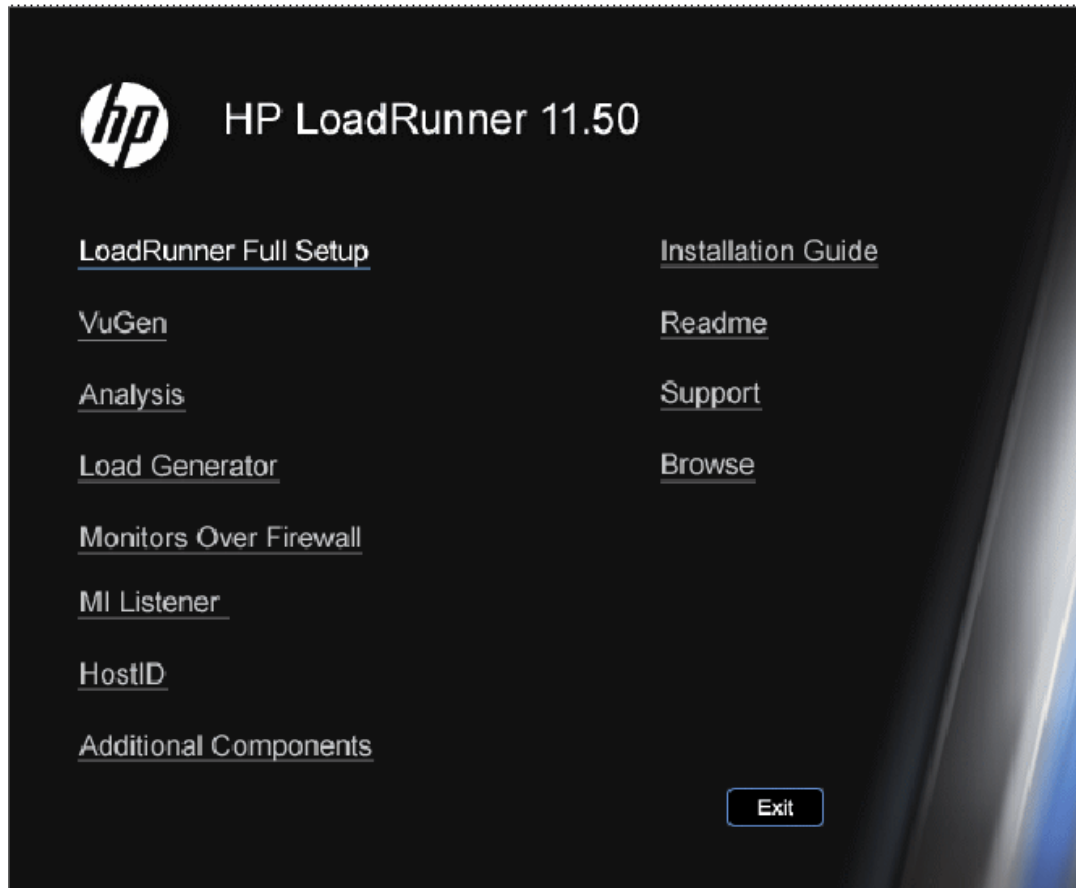 hp
HP LoadRunner 11.50
LoadRunner Full Setup
VuGen
Analysis
Load Generator
Monitors Over Firewall
MI Listener
HostID
Additional Components
Installation Guide
Readme
Support
Browse
Exit